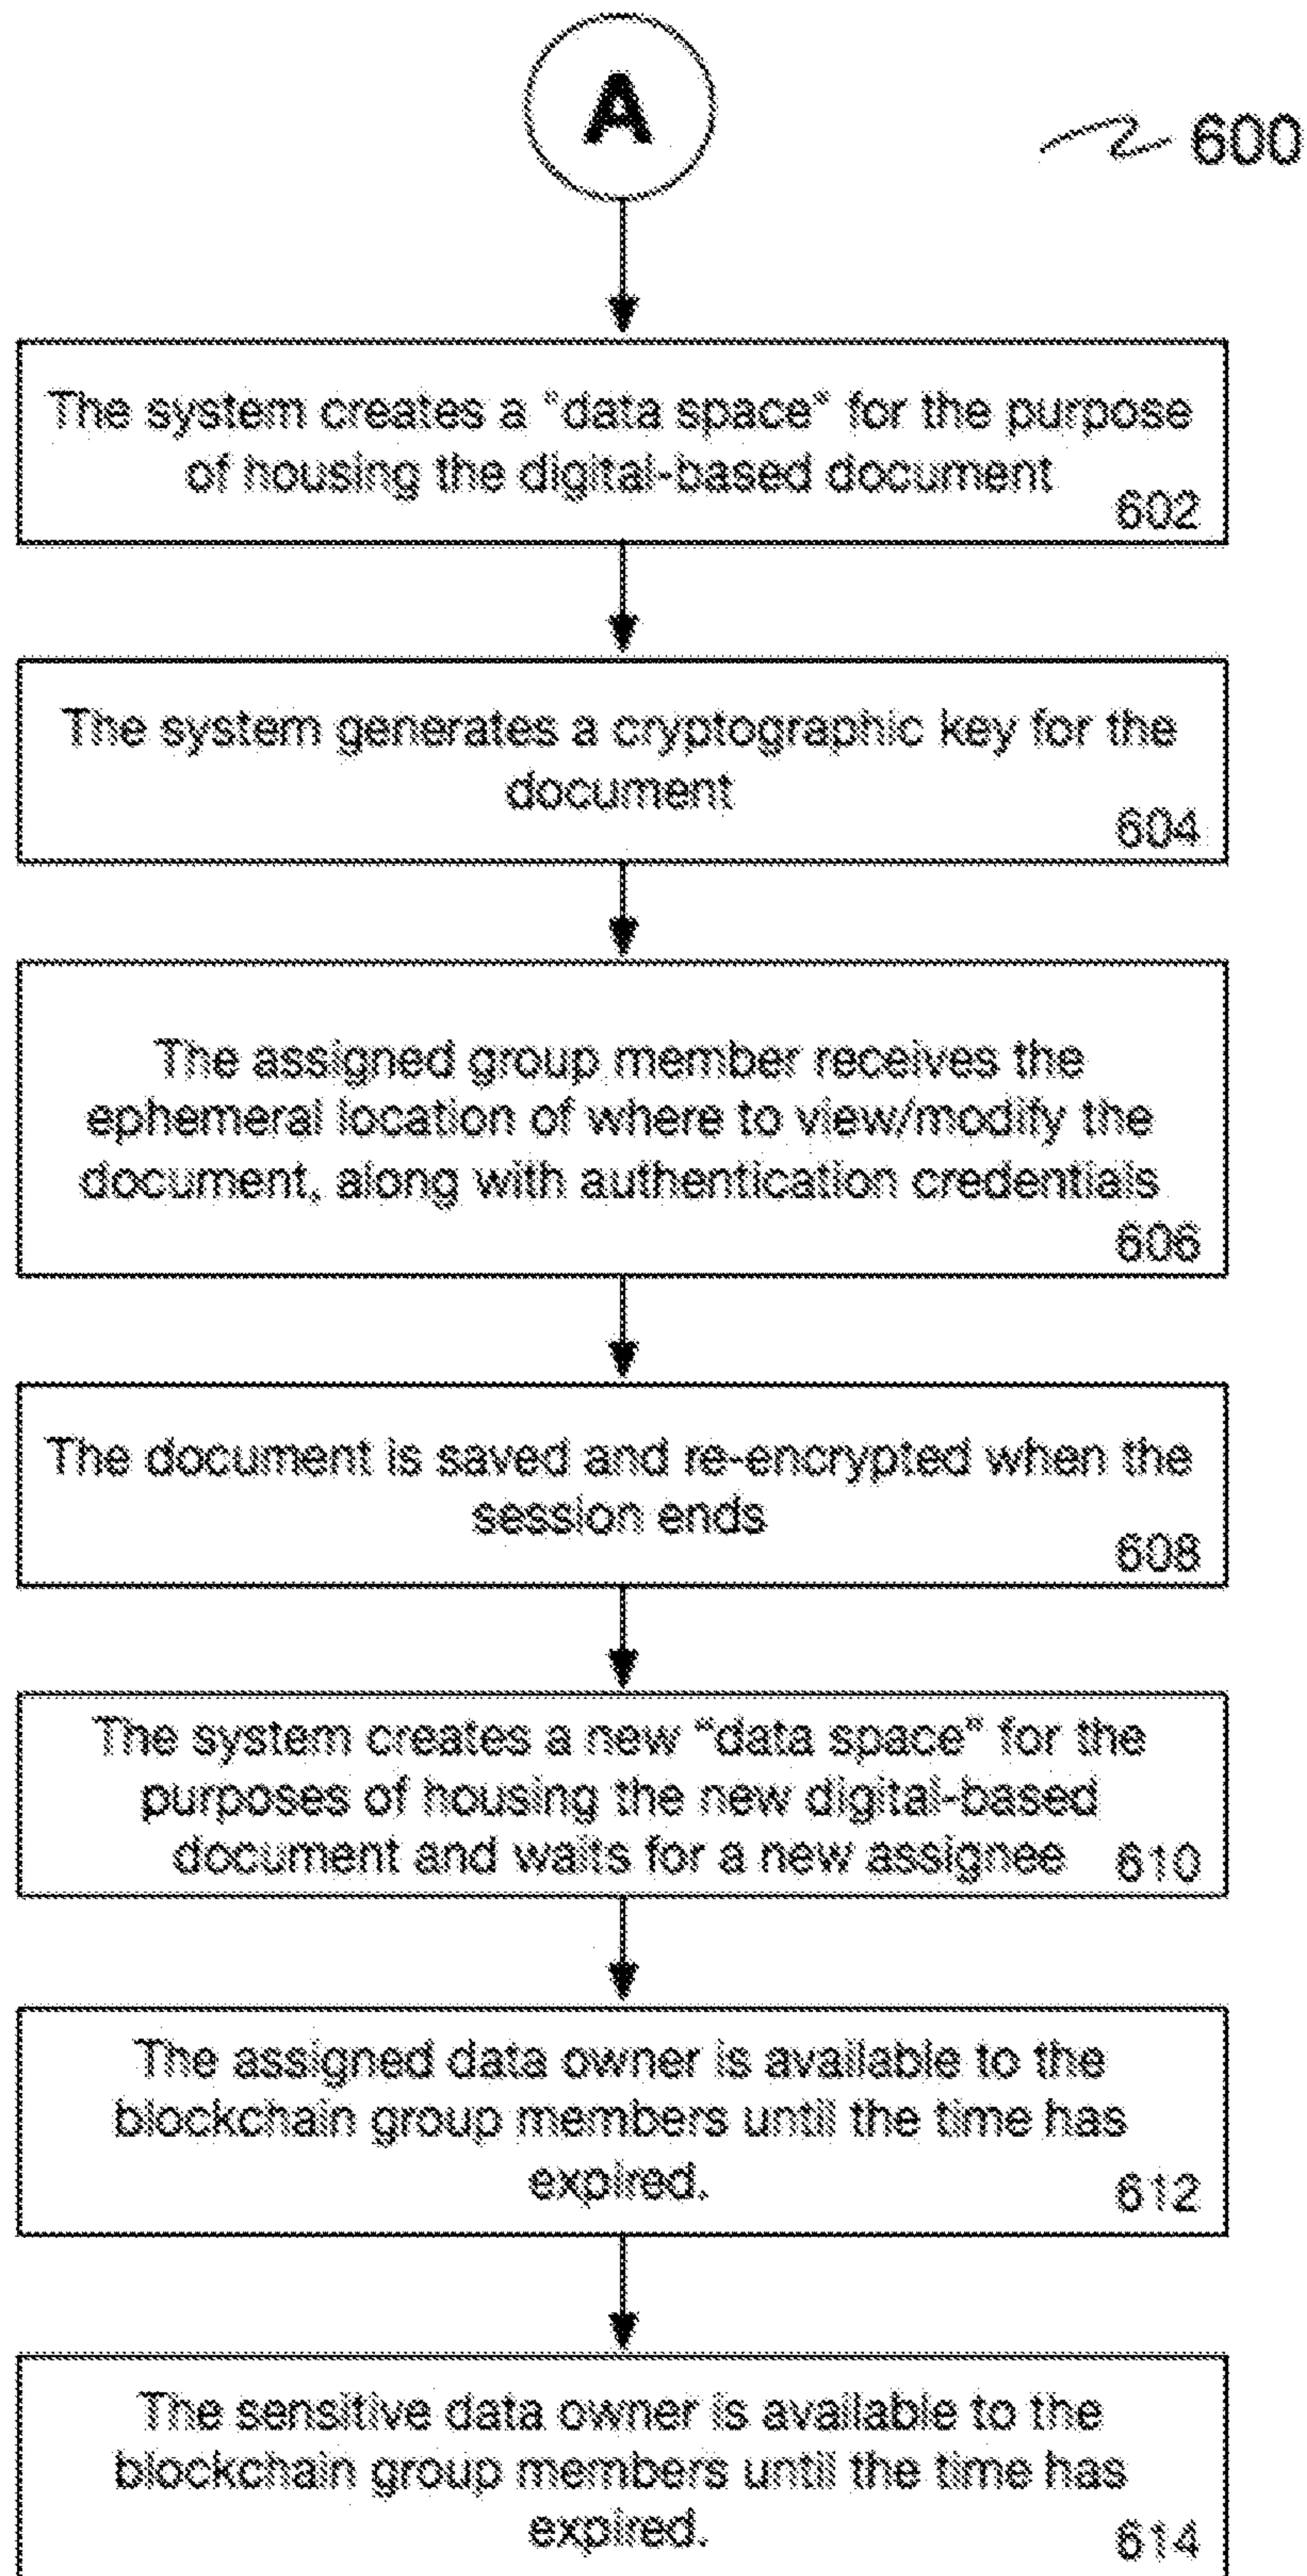 A
600
The system creates a "data space" for the purpose
of housing the digital-based document
602
The system generates a cryptographic key for the
document
604
The assigned group member receives the
ephemeral location of where to view/modify the
document, along with authentication credentials
606
The document is saved and re-encrypted when the
session ends
608
The system creates a new "data space" for the
purposes of housing the new digital-based
document and waits for a new assignee
610
The assigned data owner is available to the
blockchain group members until the time has
expired.
612
The sensitive data owner is available to the
blockchain group members until the time has
expired.
614